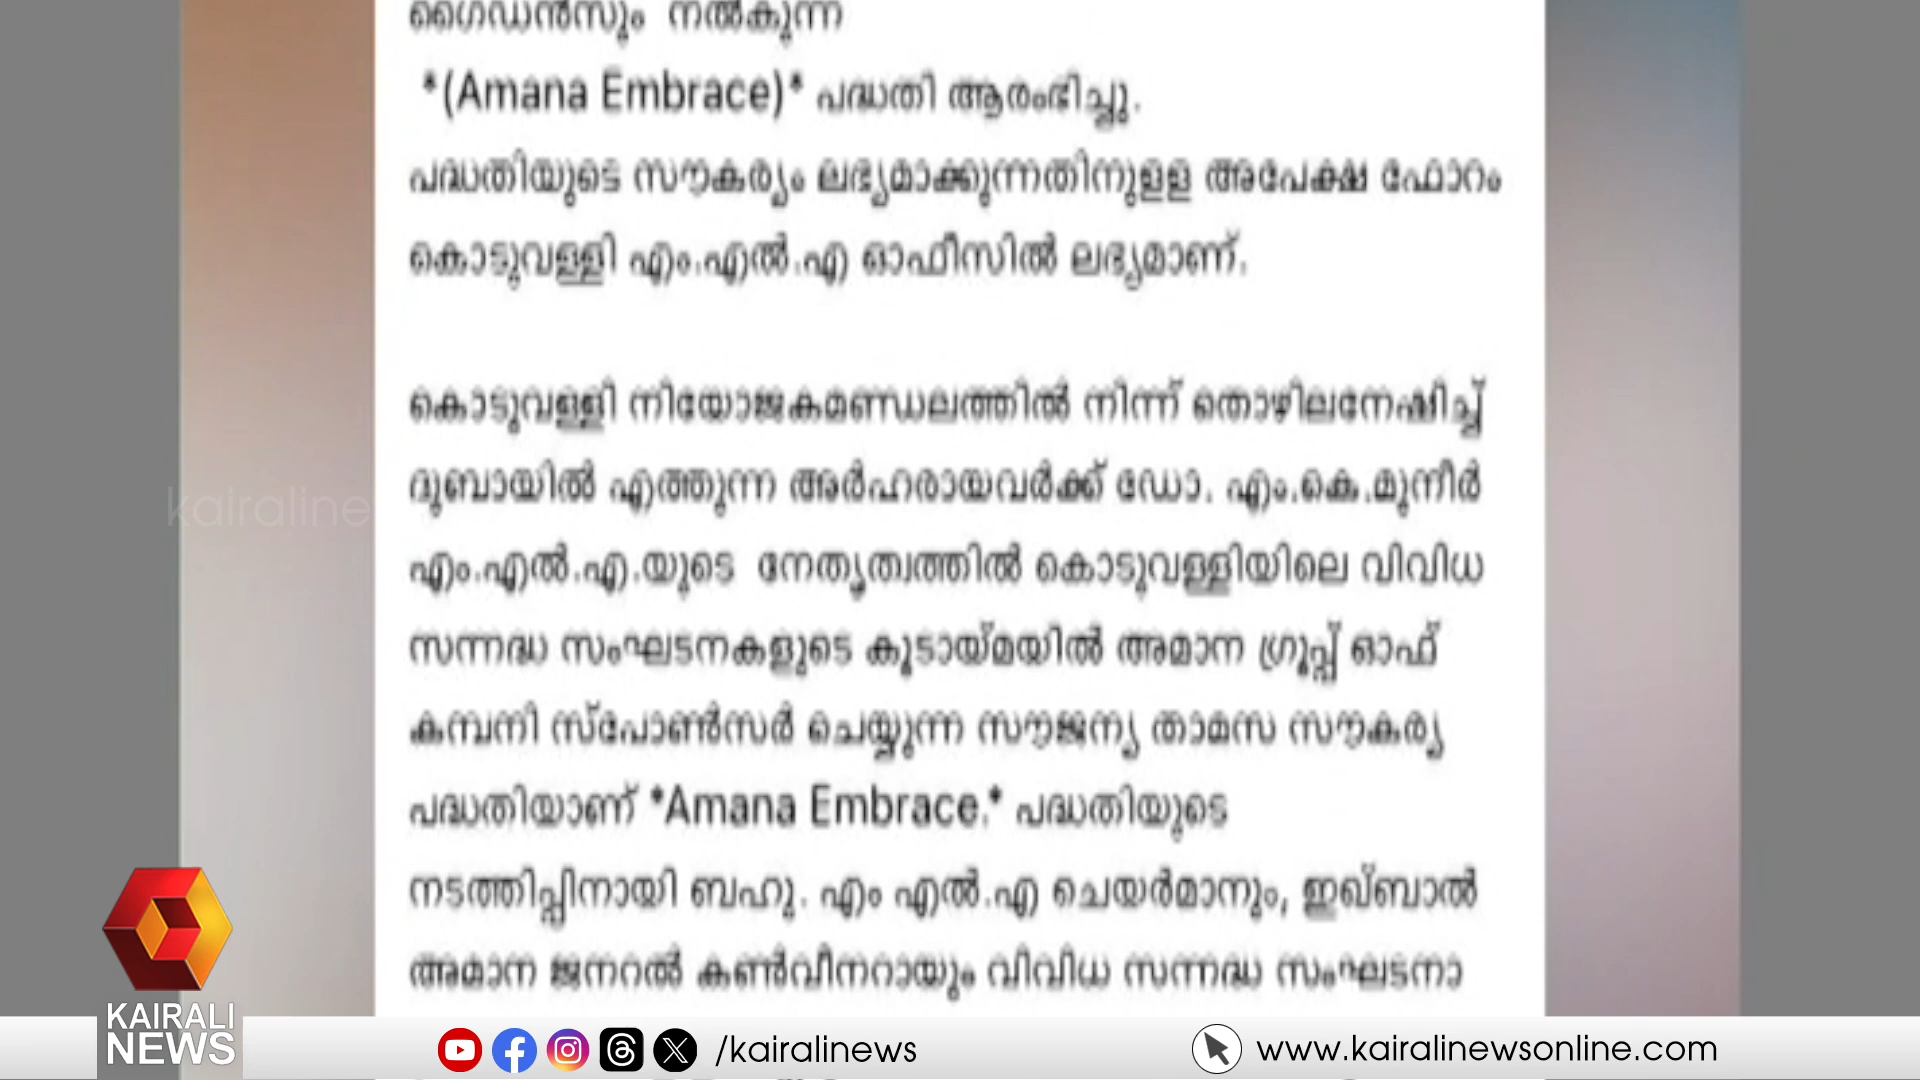 ഗൈഡൻസും നൽകുന്ന
*(Amana Embrace)* പദ്ധതി ആരംഭിച്ചു.
പദ്ധതിയുടെ സൗകര്യം ലഭ്യമാക്കുന്നതിനുളള അപേക്ഷ ഫോറം
കൊടുവള്ളി എം.എൽ.എ ഓഫീസിൽ ലഭ്യമാണ്.
കൊടുവള്ളി നിയോജകമണ്ഡലത്തിൽ നിന്ന് തൊഴിലന്വേഷിച്ച്
ദുബായിൽ എത്തുന്ന അർഹരായവർക്ക് ഡോ. എം.കെ.മുനീർ
എം.എൽ.എ.യുടെ നേതൃത്വത്തിൽ കൊടുവള്ളിയിലെ വിവിധ
സന്നദ്ധ സംഘടനകളുടെ കൂടായ്മയിൽ അമാന ഗ്രൂപ്പ് ഓഫ്
കമ്പനി സ്പോൺസർ ചെയ്യുന്ന സൗജന്യ താമസ സൗകര്യ
പദ്ധതിയാണ് *Amana Embrace.* പദ്ധതിയുടെ
നടത്തിപ്പിനായി ബഹു. എം എൽ.എ ചെയർമാനും, ഇഖ്ബാൽ
അമാന ജനറൽ കൺവീനറായും വിവിധ സന്നദ്ധ സംഘടനാ
kairaline
KAIRALI
NEWS
/kairalinews
www.kairalinewsonline.com